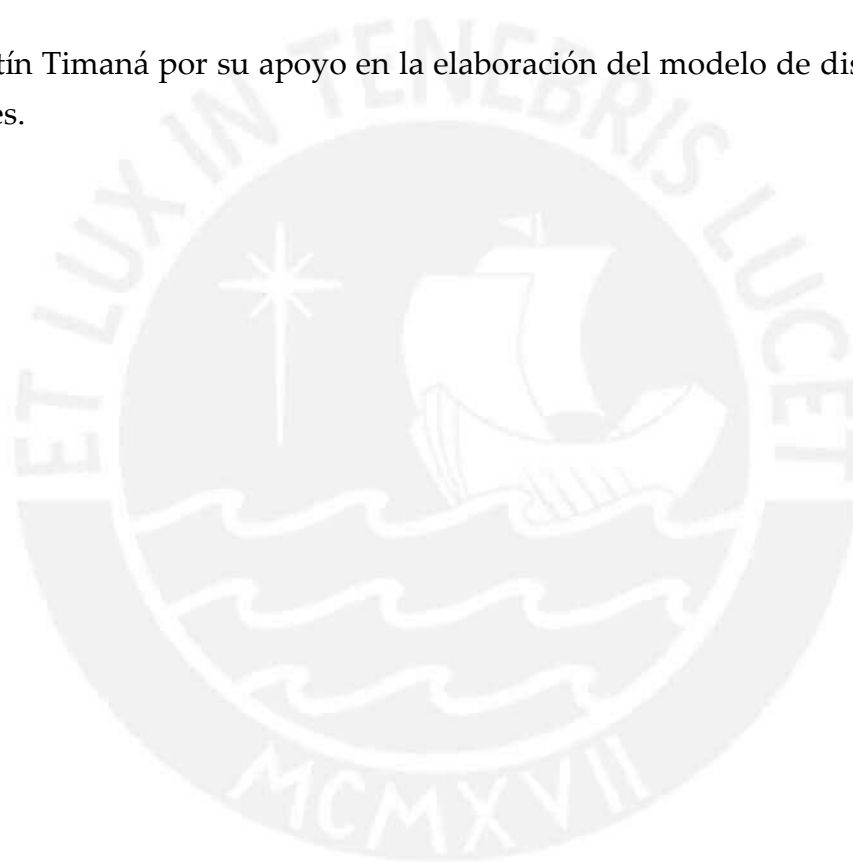 tín Timaná por su apoyo en la elaboración del modelo de dis
es.
ET LUX IN TENEBRIS LUCET
MCMXVII